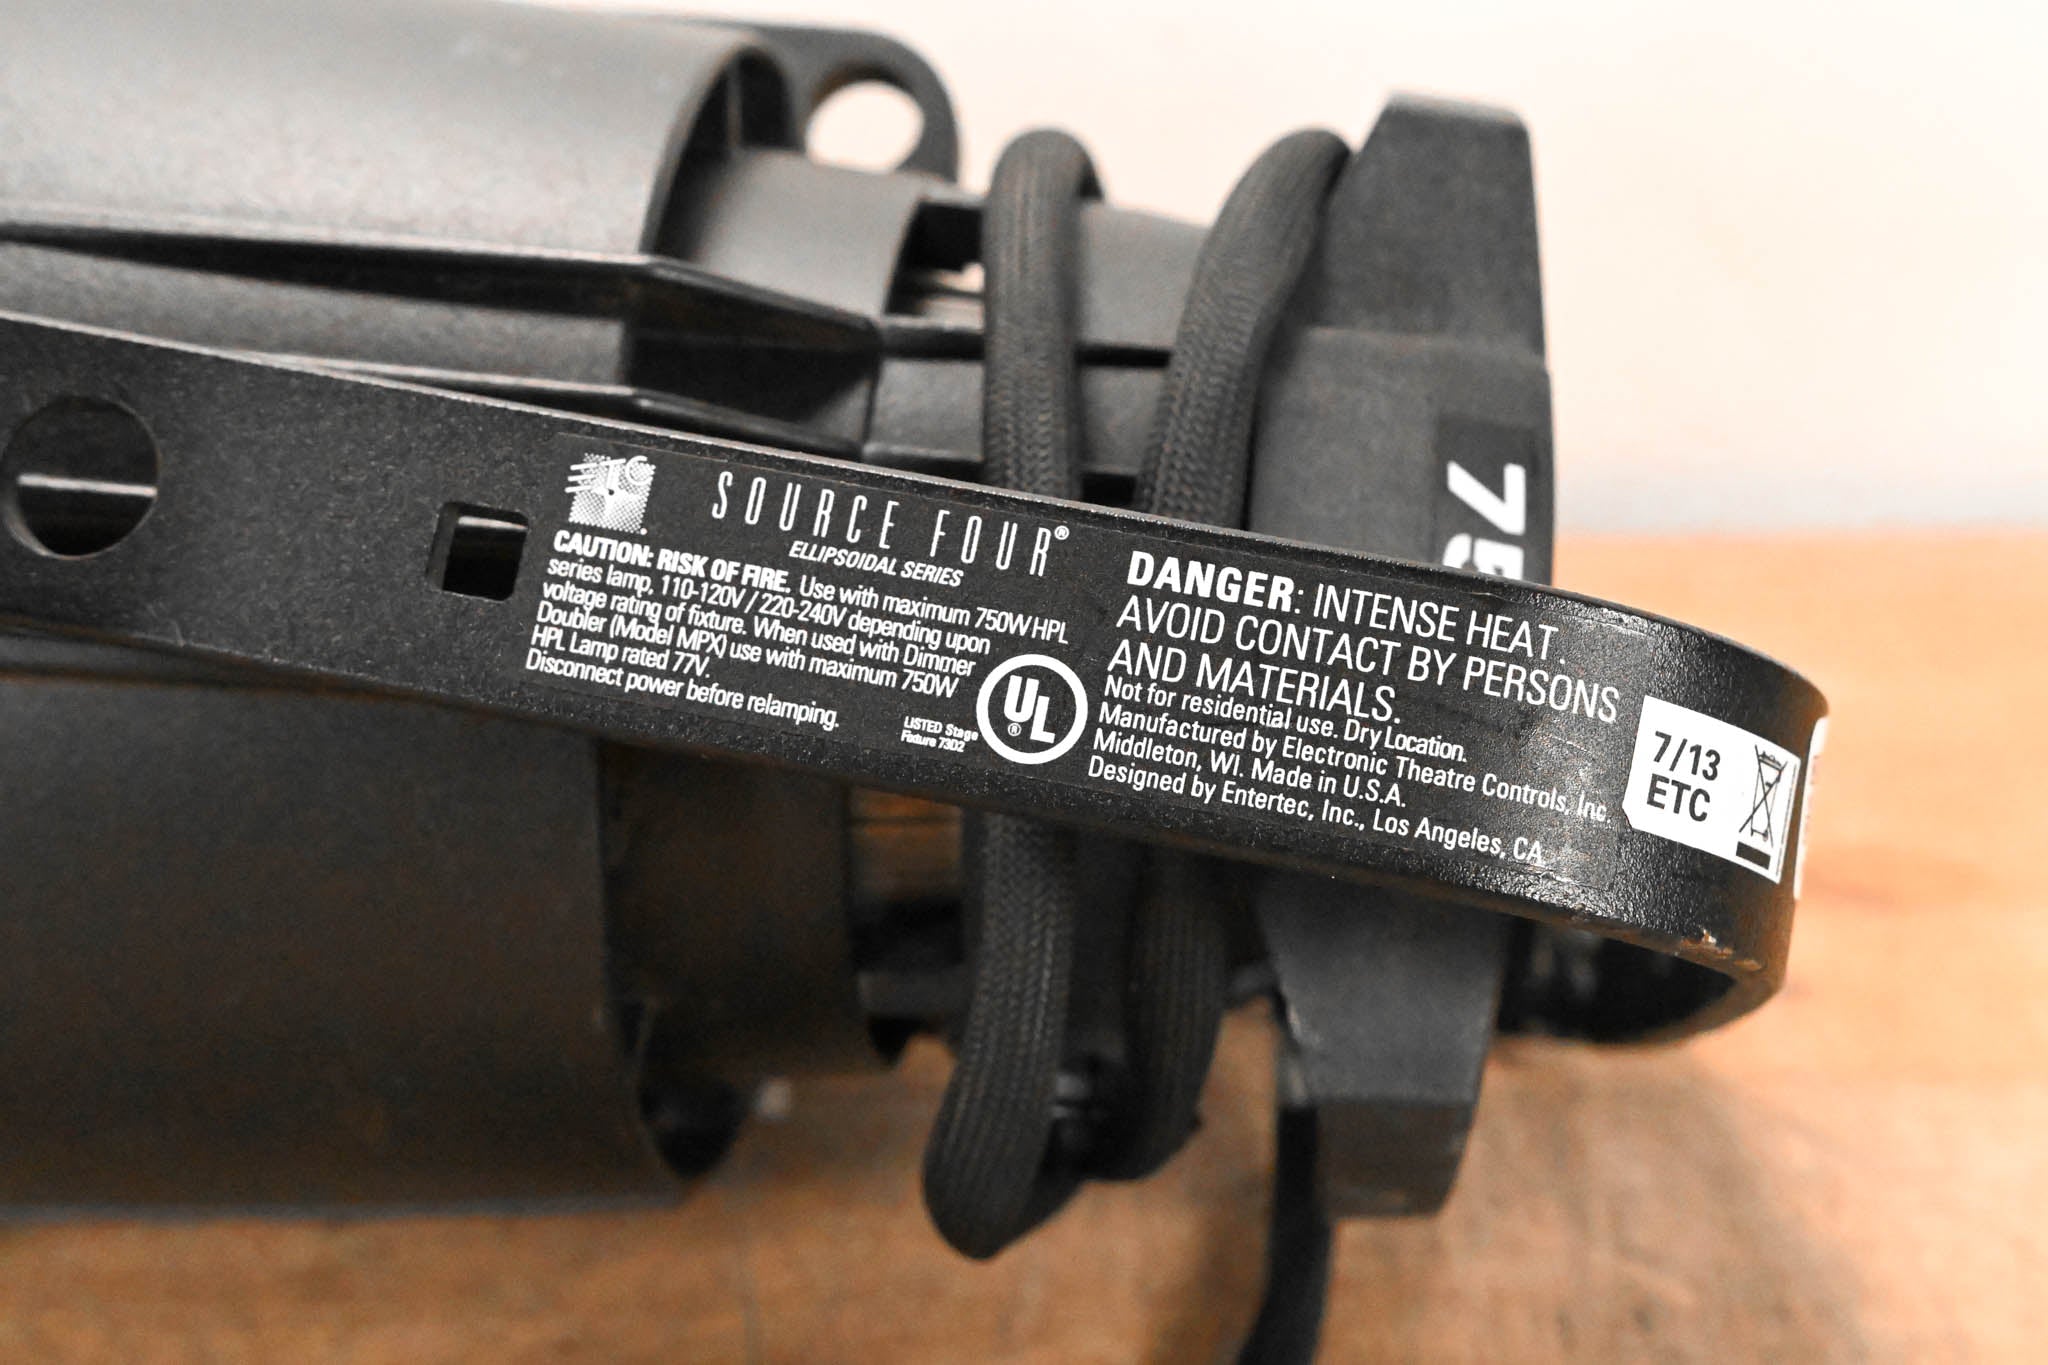 ETC
SOURCE FOUR®
ELLIPSOIDAL SERIES
CAUTION: RISK OF FIRE. Use with maximum 750W HPL
series lamp, 110-120V / 220-240V depending upon
voltage rating of fixture. When used with Dimmer
Doubler (Model MPX) use with maximum 750W
HPL Lamp rated 77V.
Disconnect power before relamping.
LISTED Stage
Fixture 73D2
UL
®
DANGER: INTENSE HEAT.
AVOID CONTACT BY PERSONS
AND MATERIALS.
Not for residential use. Dry Location.
Manufactured by Electronic Theatre Controls, Inc.
Middleton, WI. Made in U.S.A.
Designed by Entertec, Inc., Los Angeles, CA.
7/13
ETC
75